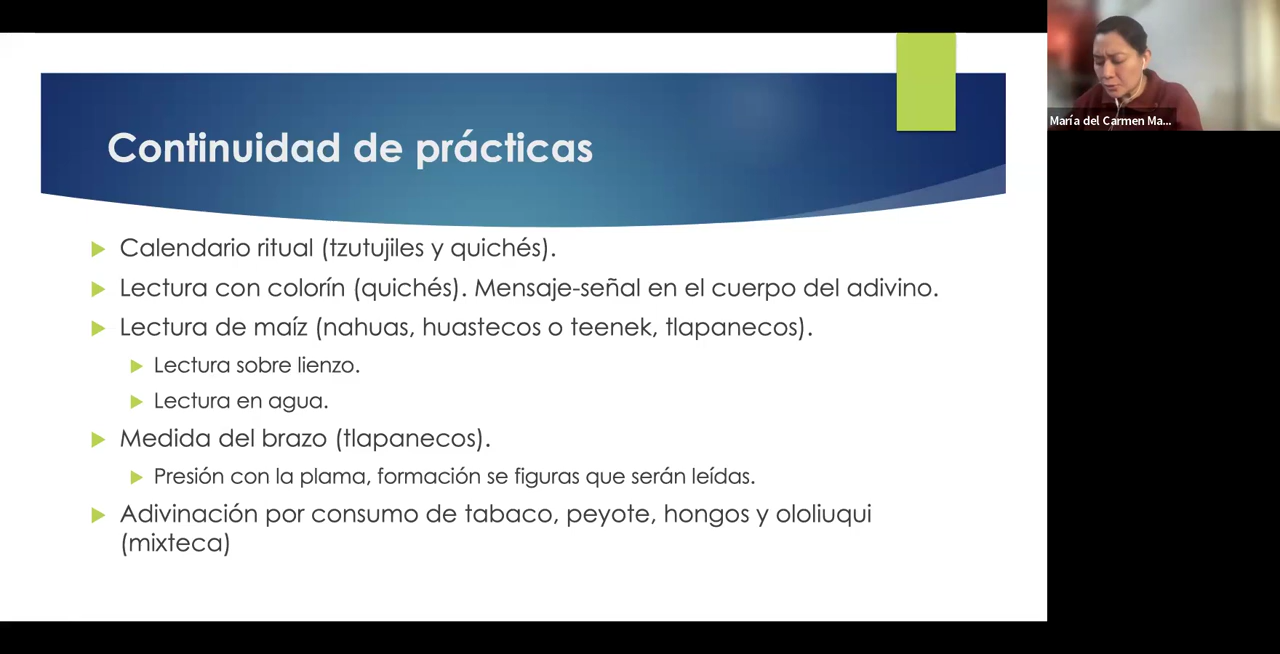 Continuidad de prácticas
Calendario ritual (tzutujiles y quichés).
Lectura con colorín (quichés). Mensaje-señal en el cuerpo del adivino.
Lectura de maíz (nahuas, huastecos o teenek, tlapanecos).
Lectura sobre lienzo.
Lectura en agua.
Medida del brazo (tlapanecos).
Presión con la plama, formación se figuras que serán leídas.
Adivinación por consumo de tabaco, peyote, hongos y ololiuqui
(mixteca)
María del Carmen Ma...